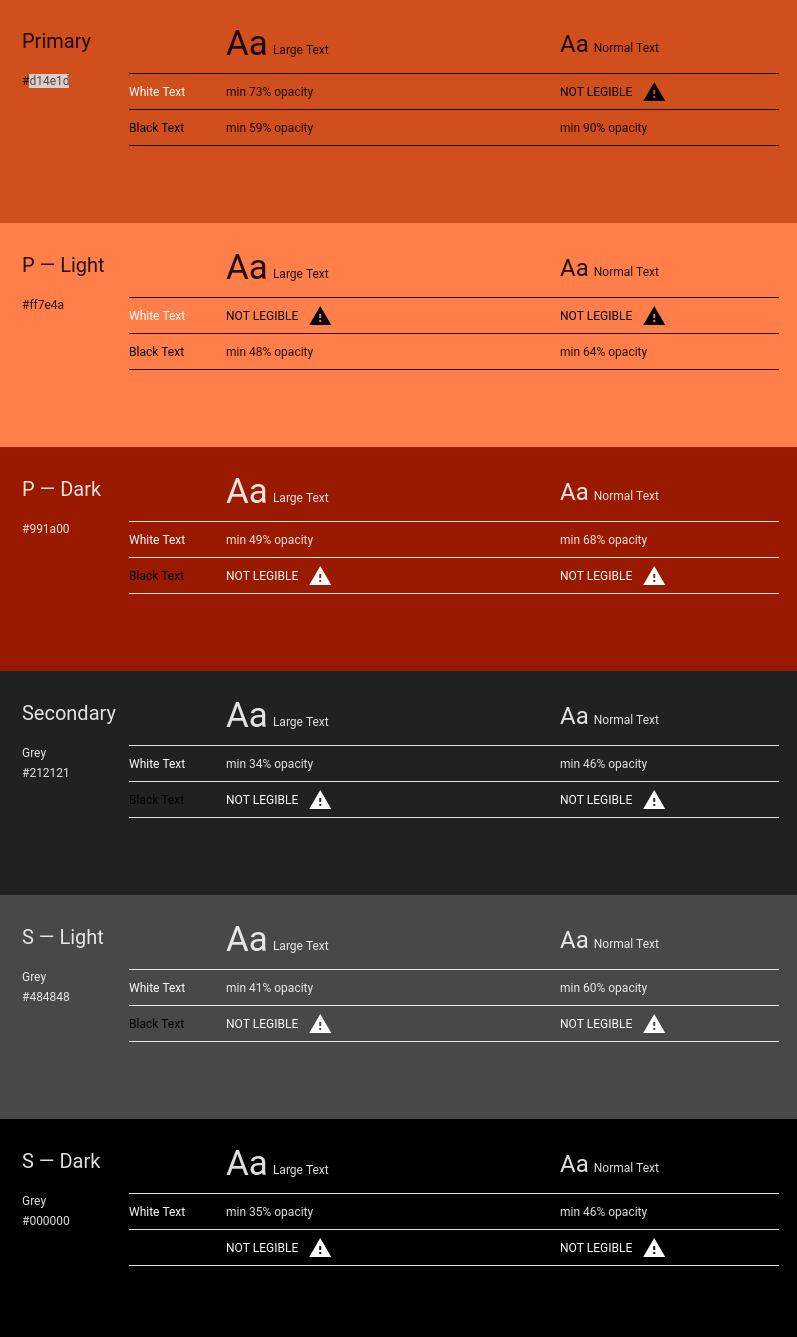 Primary
Aa Large Text
Aa Normal Text
#d14e1d
White Text min 73% opacity NOT LEGIBLE
Black Text min 59% opacity min 90% opacity
P — Light
Aa Large Text
Aa Normal Text
#ff7e4a
White Text NOT LEGIBLE NOT LEGIBLE
Black Text min 48% opacity min 64% opacity
P — Dark
Aa Large Text
Aa Normal Text
#991a00
White Text min 49% opacity min 68% opacity
Black Text NOT LEGIBLE NOT LEGIBLE
Secondary
Aa Large Text
Aa Normal Text
Grey
#212121
White Text min 34% opacity min 46% opacity
Black Text NOT LEGIBLE NOT LEGIBLE
S — Light
Aa Large Text
Aa Normal Text
Grey
#484848
White Text min 41% opacity min 60% opacity
Black Text NOT LEGIBLE NOT LEGIBLE
S — Dark
Aa Large Text
Aa Normal Text
Grey
#000000
White Text min 35% opacity min 46% opacity
NOT LEGIBLE NOT LEGIBLE